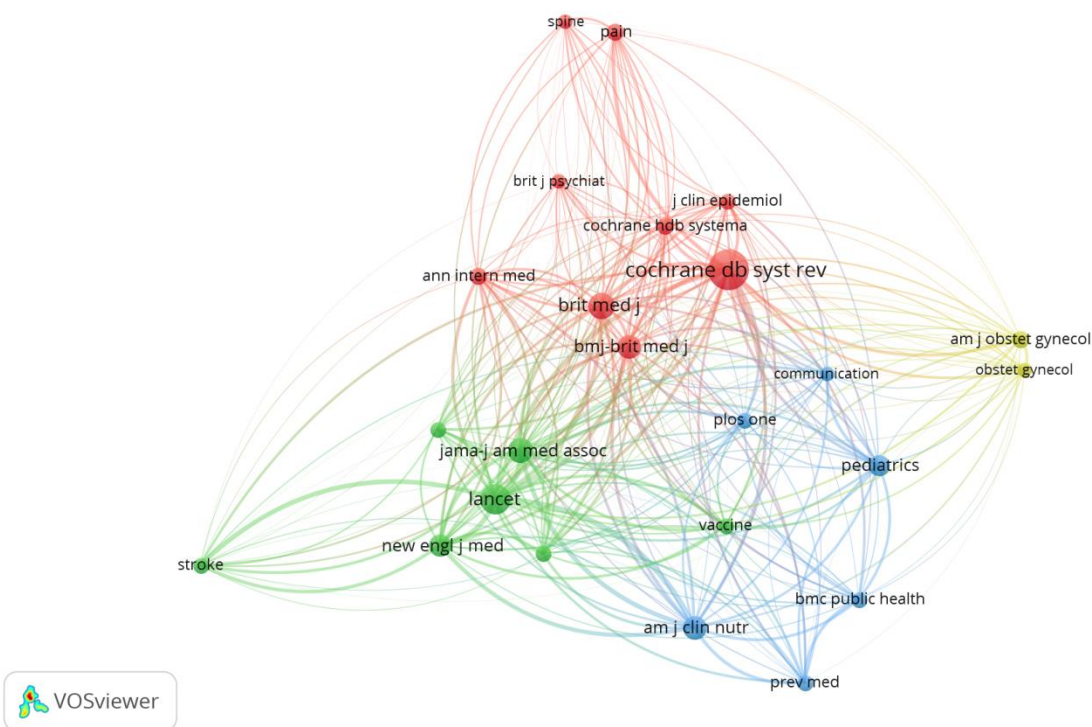 spine
pain
brit j psychiat
j clin epidemiol
cochrane hdb systema
cochrane db syst rev
ann intern med
brit med j
bmj-brit med j
am j obstet gynecol
obstet gynecol
communication
plos one
jama-j am med assoc
pediatrics
lancet
vaccine
new engl j med
stroke
bmc public health
am j clin nutr
prev med
VOSviewer